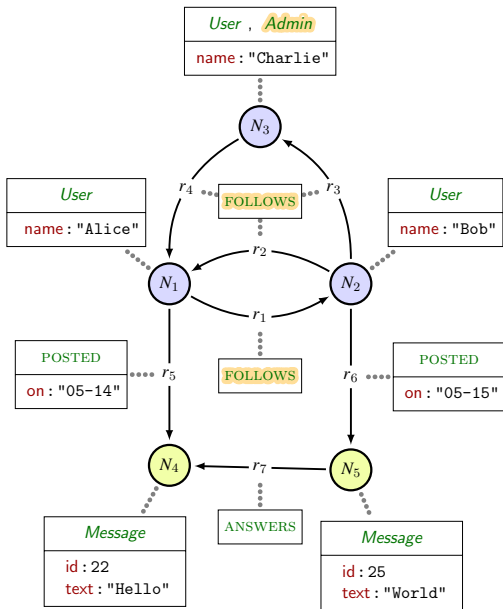 User , Admin
name : "Charlie"
N3
r4
r3
FOLLOWS
User
name : "Alice"
User
name : "Bob"
r2
N1
N2
r1
POSTED
on : "05-14"
r5
FOLLOWS
r6
POSTED
on : "05-15"
N4
r7
N5
ANSWERS
Message
id : 22
text : "Hello"
Message
id : 25
text : "World"